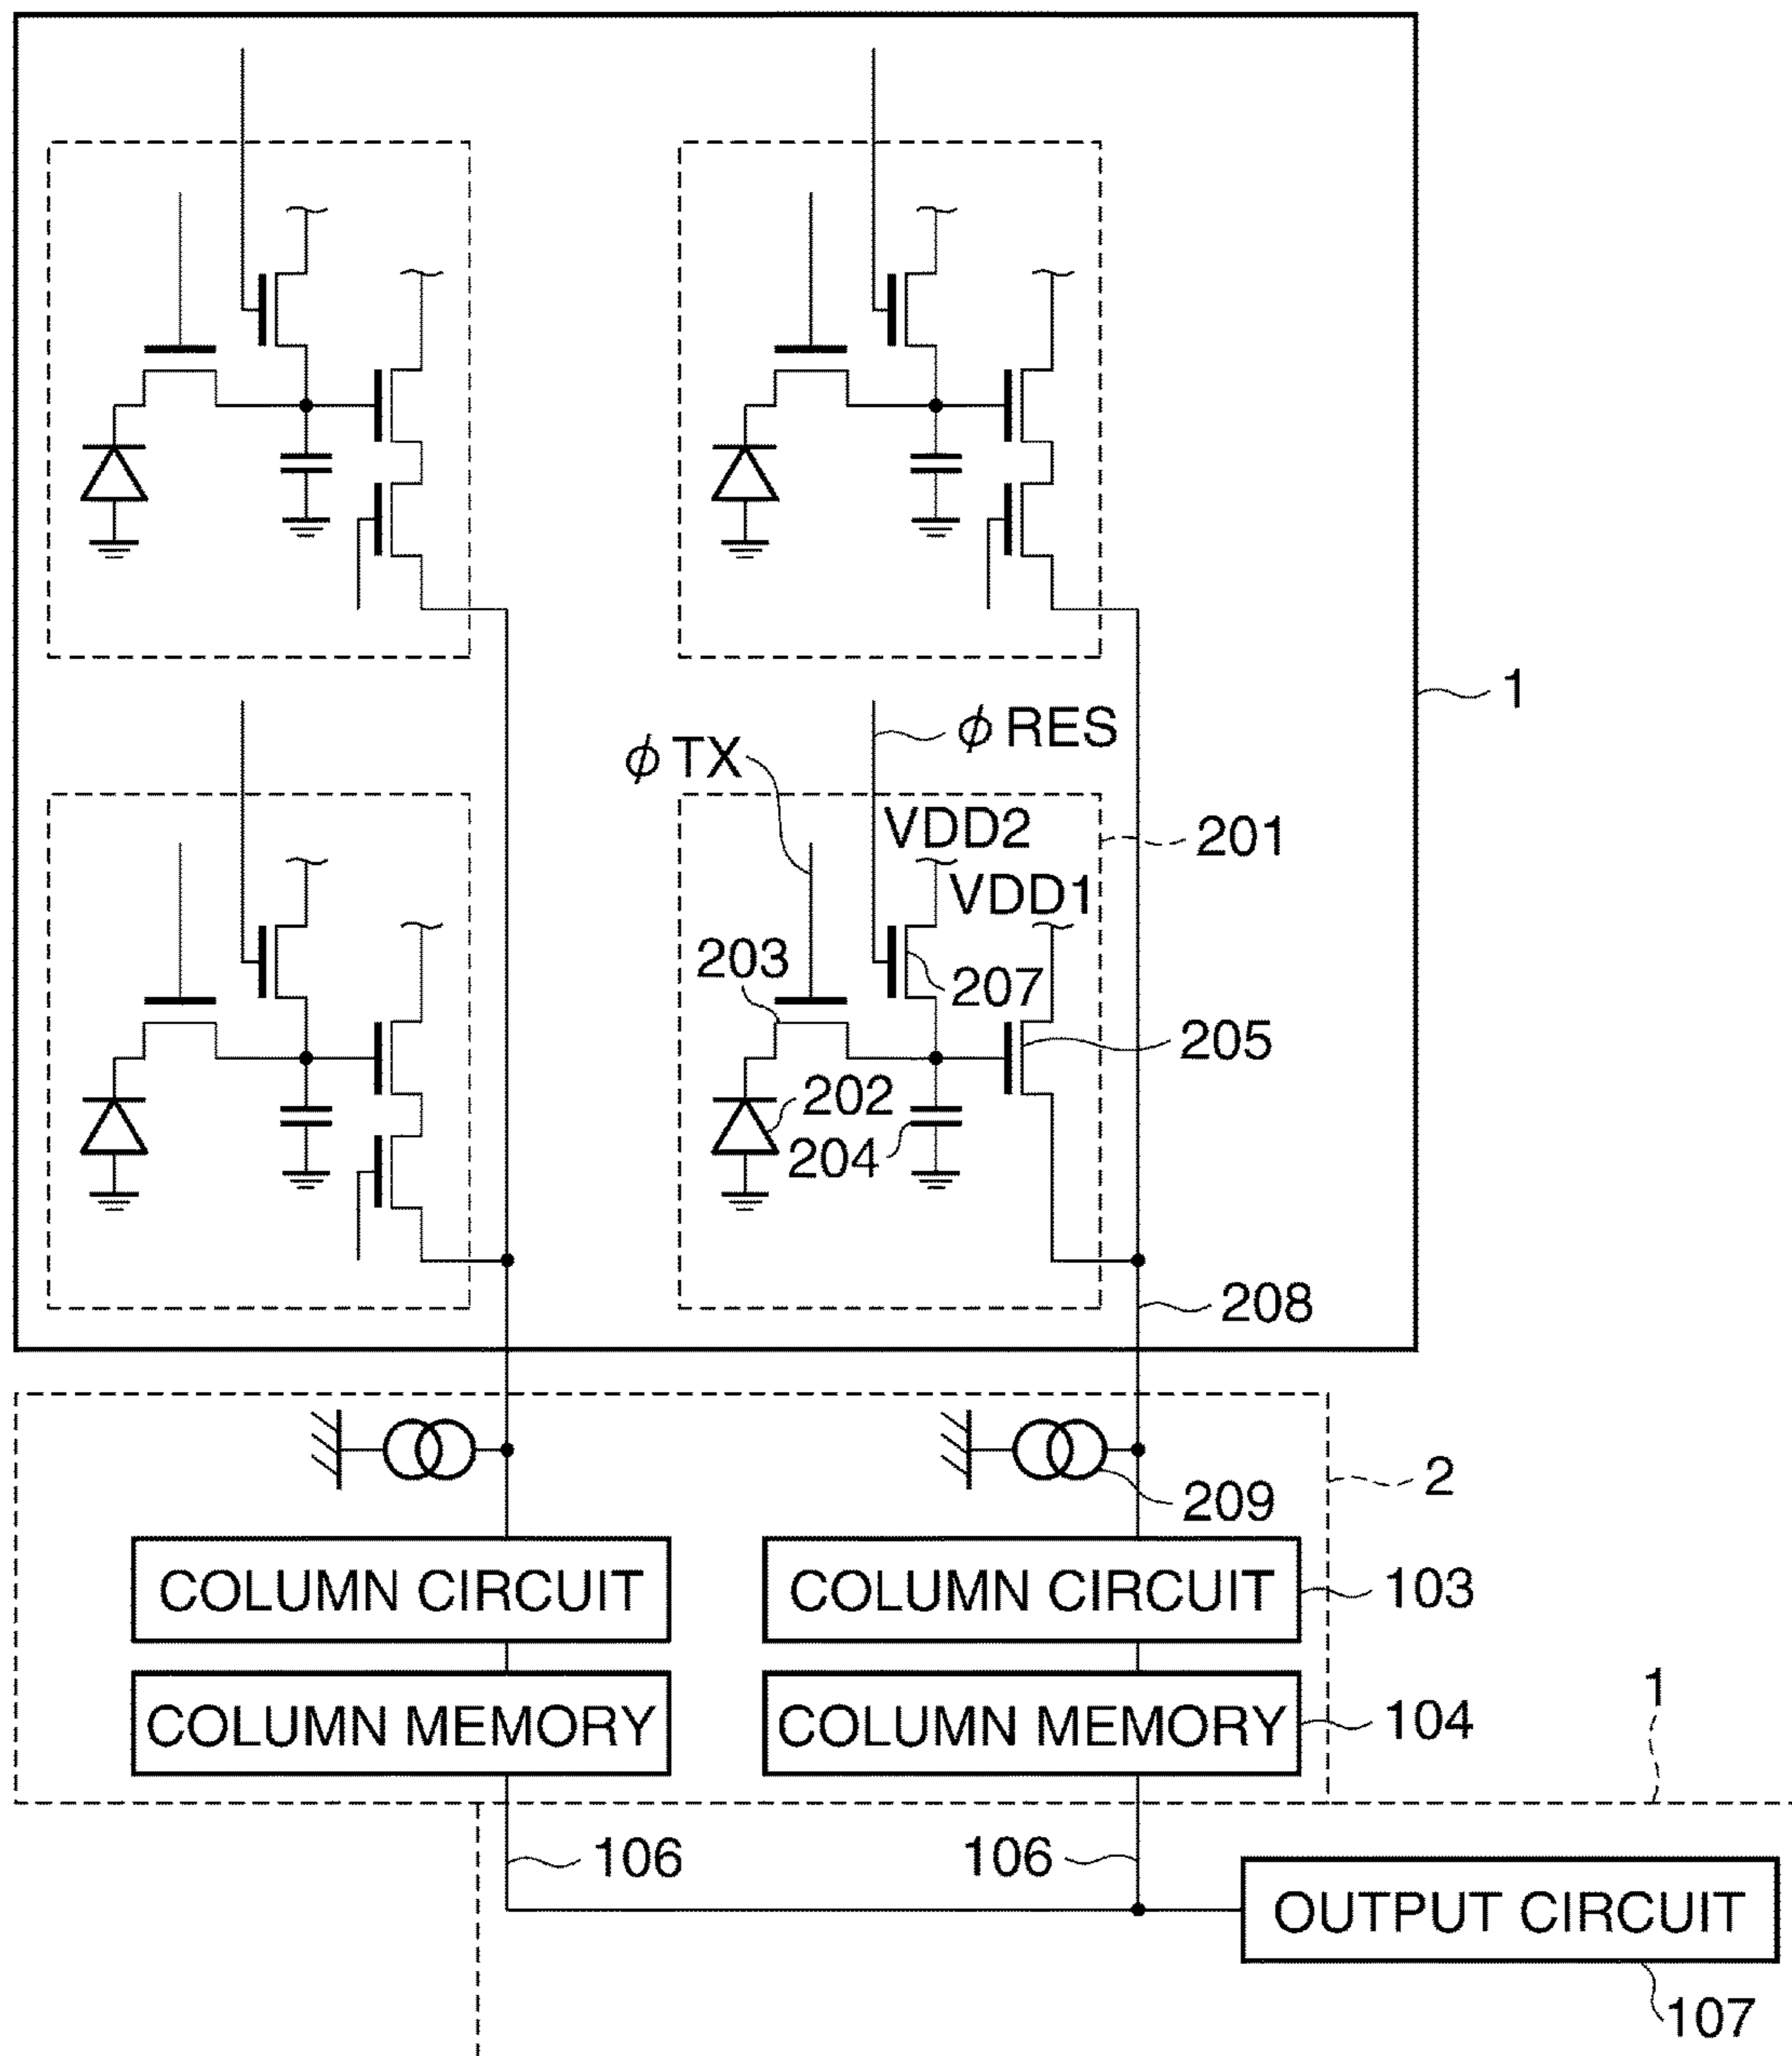 1
φ RES
φ TX
VDD2
201
VDD1
203
207
205
202
204
208
2
209
COLUMN CIRCUIT
COLUMN CIRCUIT
103
1
COLUMN MEMORY
COLUMN MEMORY
104
106
106
OUTPUT CIRCUIT
107